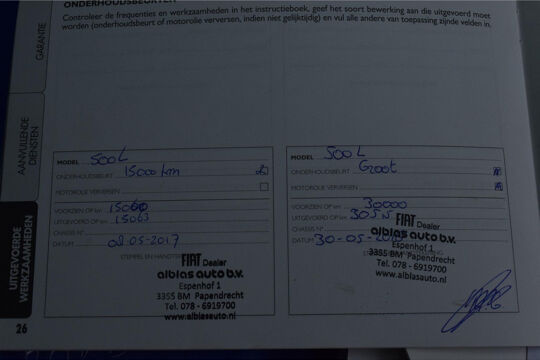 ONDERHOUDSBEURTEN
Controleer de frequenties en werkzaamheden in het instructieboek, geef het soort bewerking aan die uitgevoerd moet
worden (onderhoudsbeurt of motorolie verversen, indien niet gelijktijdig) en vul alle andere van toepassing zijnde velden in.
GARANTIE
AANVULLENDE
DIENSTEN
UITGEVOERDE
WERKZAAMHEDEN
26
MODEL 500L
ONDERHOUDSBEURT 15000 km
MOTOROLIE VERVERSEN
VOORZIEN OP km
UITGEVOERD OP km 15063
CHASSIS N°
DATUM 08-05-2017
STEMPEL EN
FIAT Dealer
alblas auto b.v.
Espenhof 1
3355 BM Papendrecht
Tel. 078 - 6919700
www.alblasauto.nl
MODEL 500L
ONDERHOUDSBEURT Groot
MOTOROLIE VERVERSEN
VOORZIEN OP km 30000
UITGEVOERD OP km 30515
CHASSIS N°
DATUM 30-05-
FIAT Dealer
alblas auto b.v.
Espenhof 1
3355 BM Papendrecht
Tel. 078 - 6919700
www.alblasauto.nl